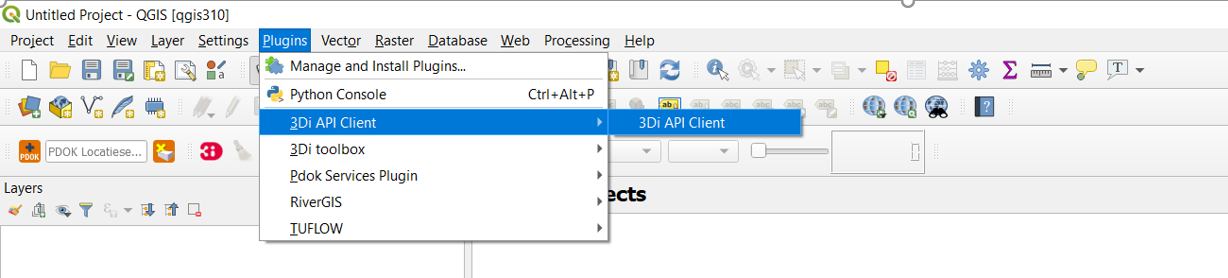 Untitled Project - QGIS [qgis310]
Project Edit View Layer Settings Plugins Vector Raster Database Web Processing Help
Manage and Install Plugins...
Python Console Ctrl+Alt+P
3Di API Client 3Di API Client
3Di toolbox
Pdok Services Plugin
RiverGIS
TUFLOW
PDOK PDOK Locatiese... 3i
Layers
ects